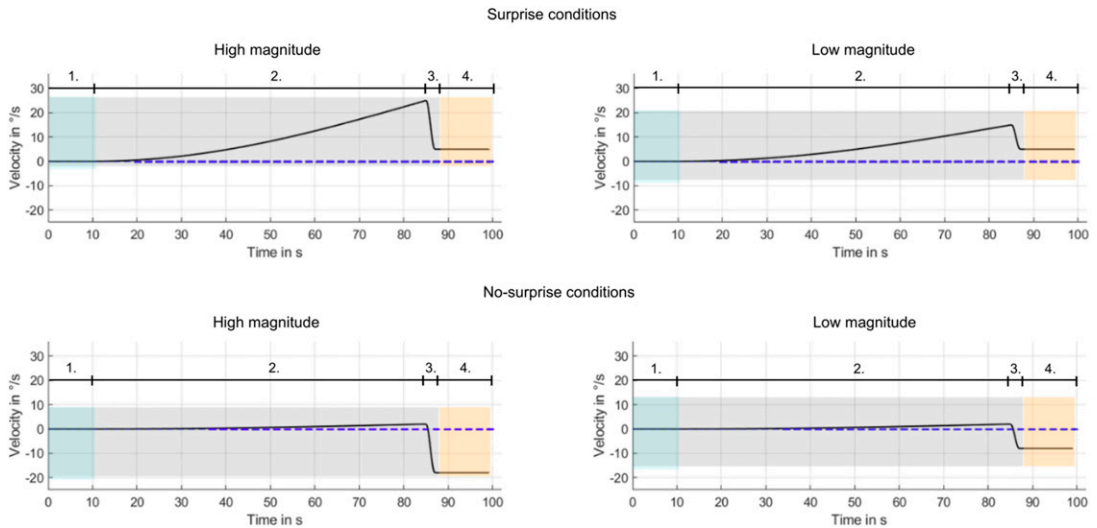 Surprise conditions
High magnitude
1. 2. 3. 4.
30
20
10
0
-10
-20
Velocity in °/s
0 10 20 30 40 50 60 70 80 90 100
Time in s
Low magnitude
1. 2. 3. 4.
30
20
10
0
-10
-20
Velocity in °/s
0 10 20 30 40 50 60 70 80 90 100
Time in s
No-surprise conditions
High magnitude
1. 2. 3. 4.
30
20
10
0
-10
-20
Velocity in °/s
0 10 20 30 40 50 60 70 80 90 100
Time in s
Low magnitude
1. 2. 3. 4.
30
20
10
0
-10
-20
Velocity in °/s
0 10 20 30 40 50 60 70 80 90 100
Time in s